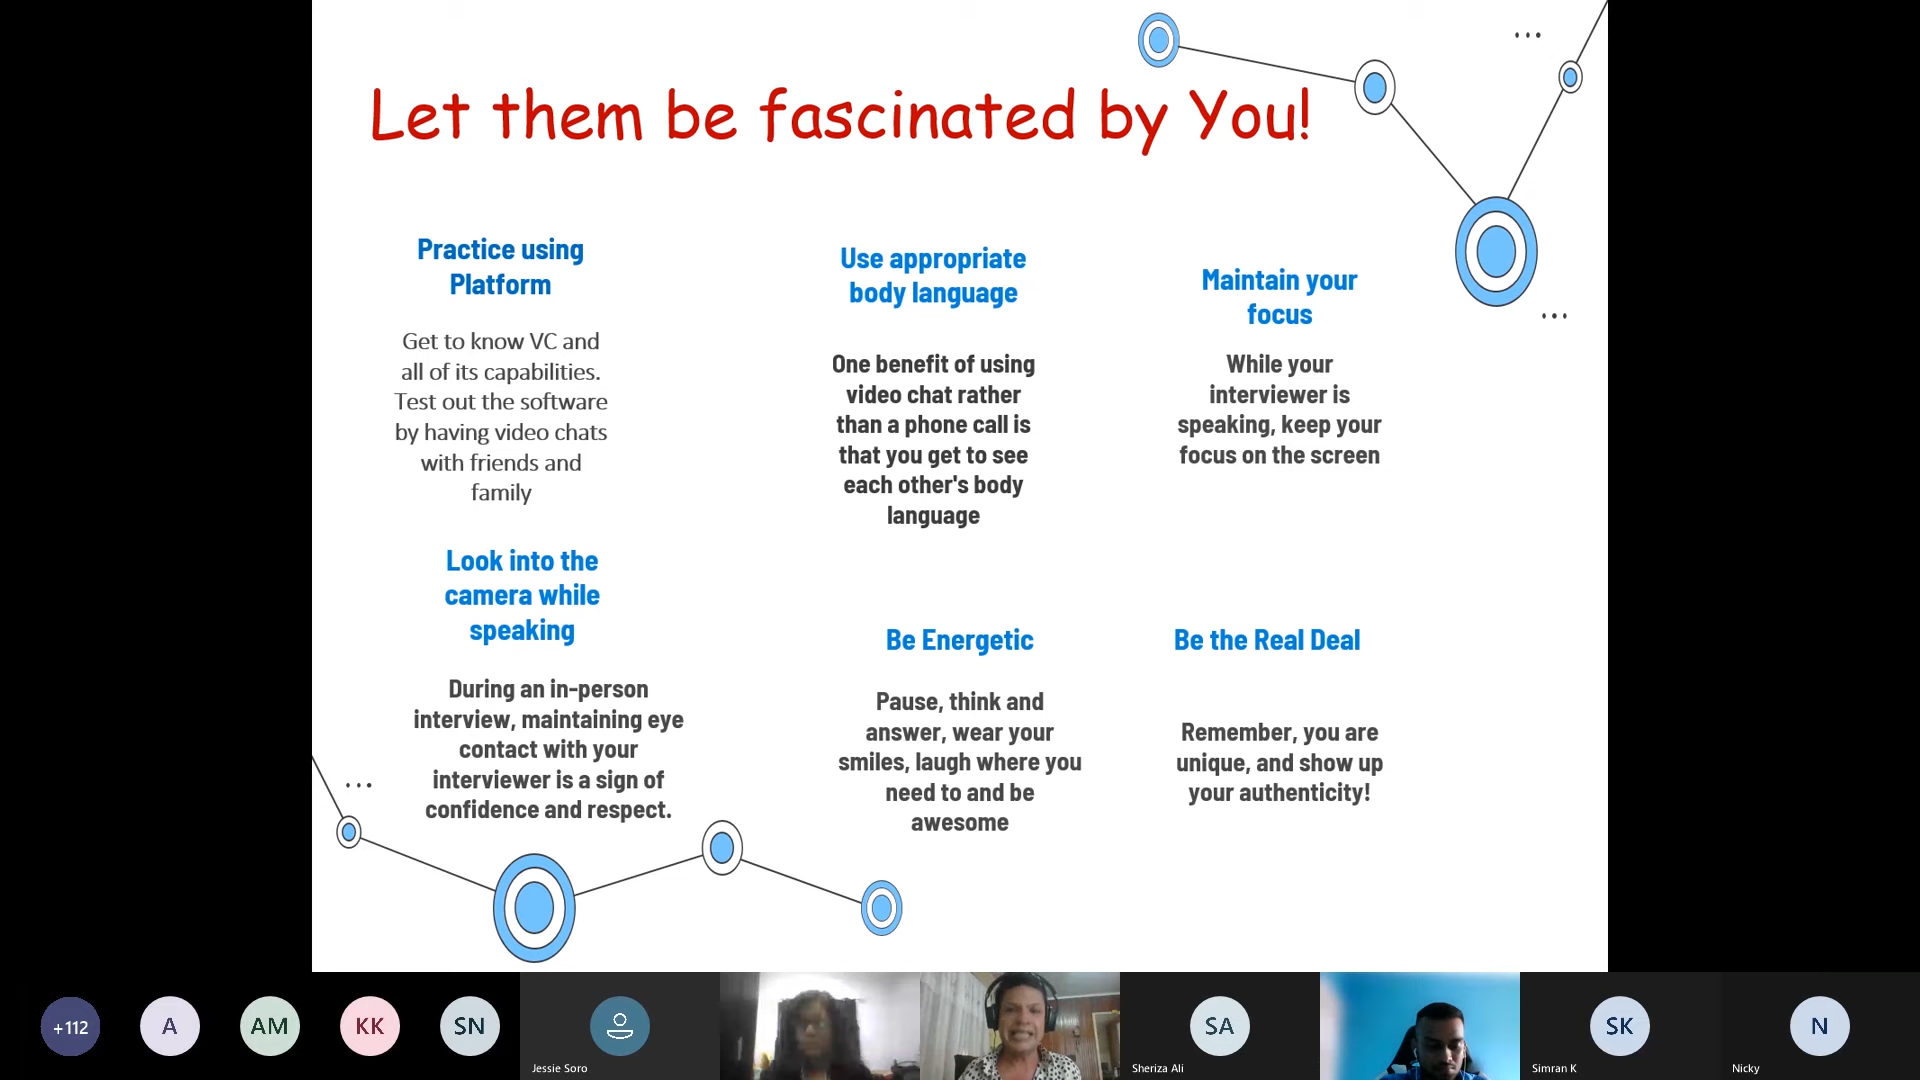 Let them be fascinated by You!
Practice using
Platform
Get to know VC and
all of its capabilities.
Test out the software
by having video chats
with friends and
family
Use appropriate
body language
One benefit of using
video chat rather
than a phone call is
that you get to see
each other's body
language
Maintain your
focus
While your
interviewer is
speaking, keep your
focus on the screen
Look into the
camera while
speaking
During an in-person
interview, maintaining eye
contact with your
interviewer is a sign of
confidence and respect.
Be Energetic
Pause, think and
answer, wear your
smiles, laugh where you
need to and be
awesome
Be the Real Deal
Remember, you are
unique, and show up
your authenticity!
+112
A
AM
KK
SN
Jessie Soro
SA
Sheriza Ali
SK
Simran K
N
Nicky